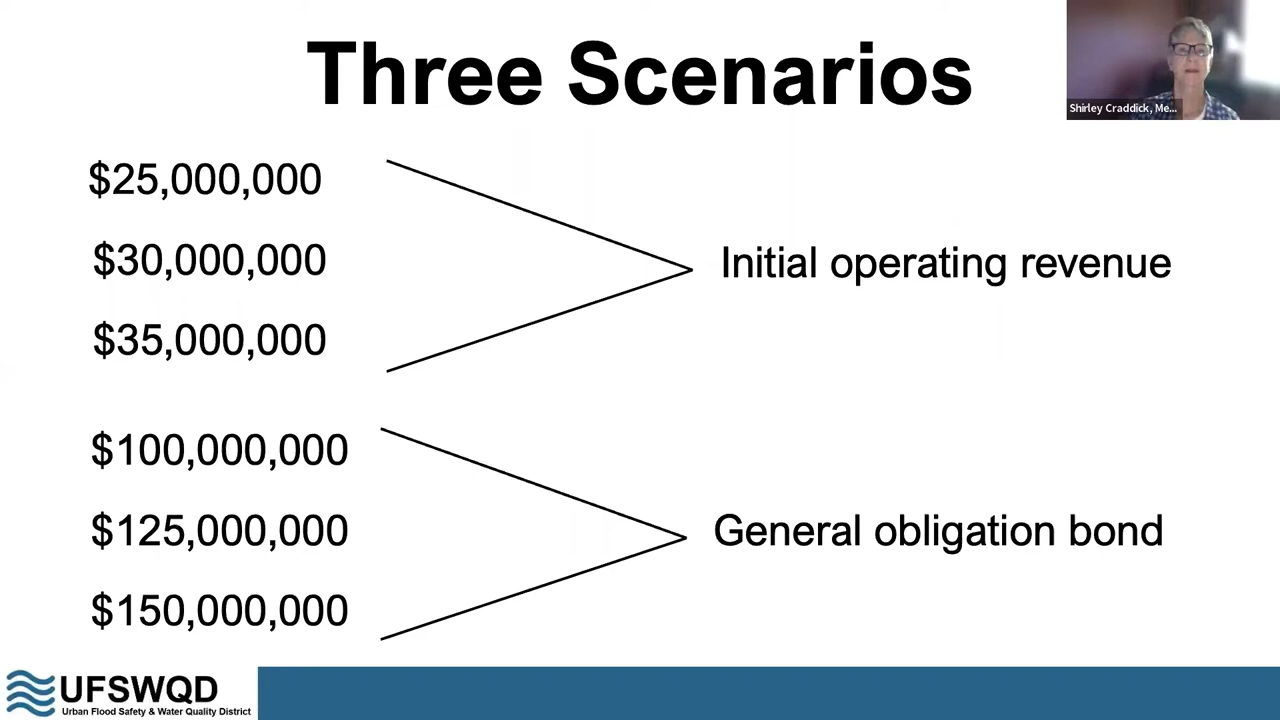 Three Scenarios
Shirley Craddick, Me...
$25,000,000
$30,000,000
$35,000,000
Initial operating revenue
$100,000,000
$125,000,000
$150,000,000
General obligation bond
UFSWQD
Urban Flood Safety & Water Quality District